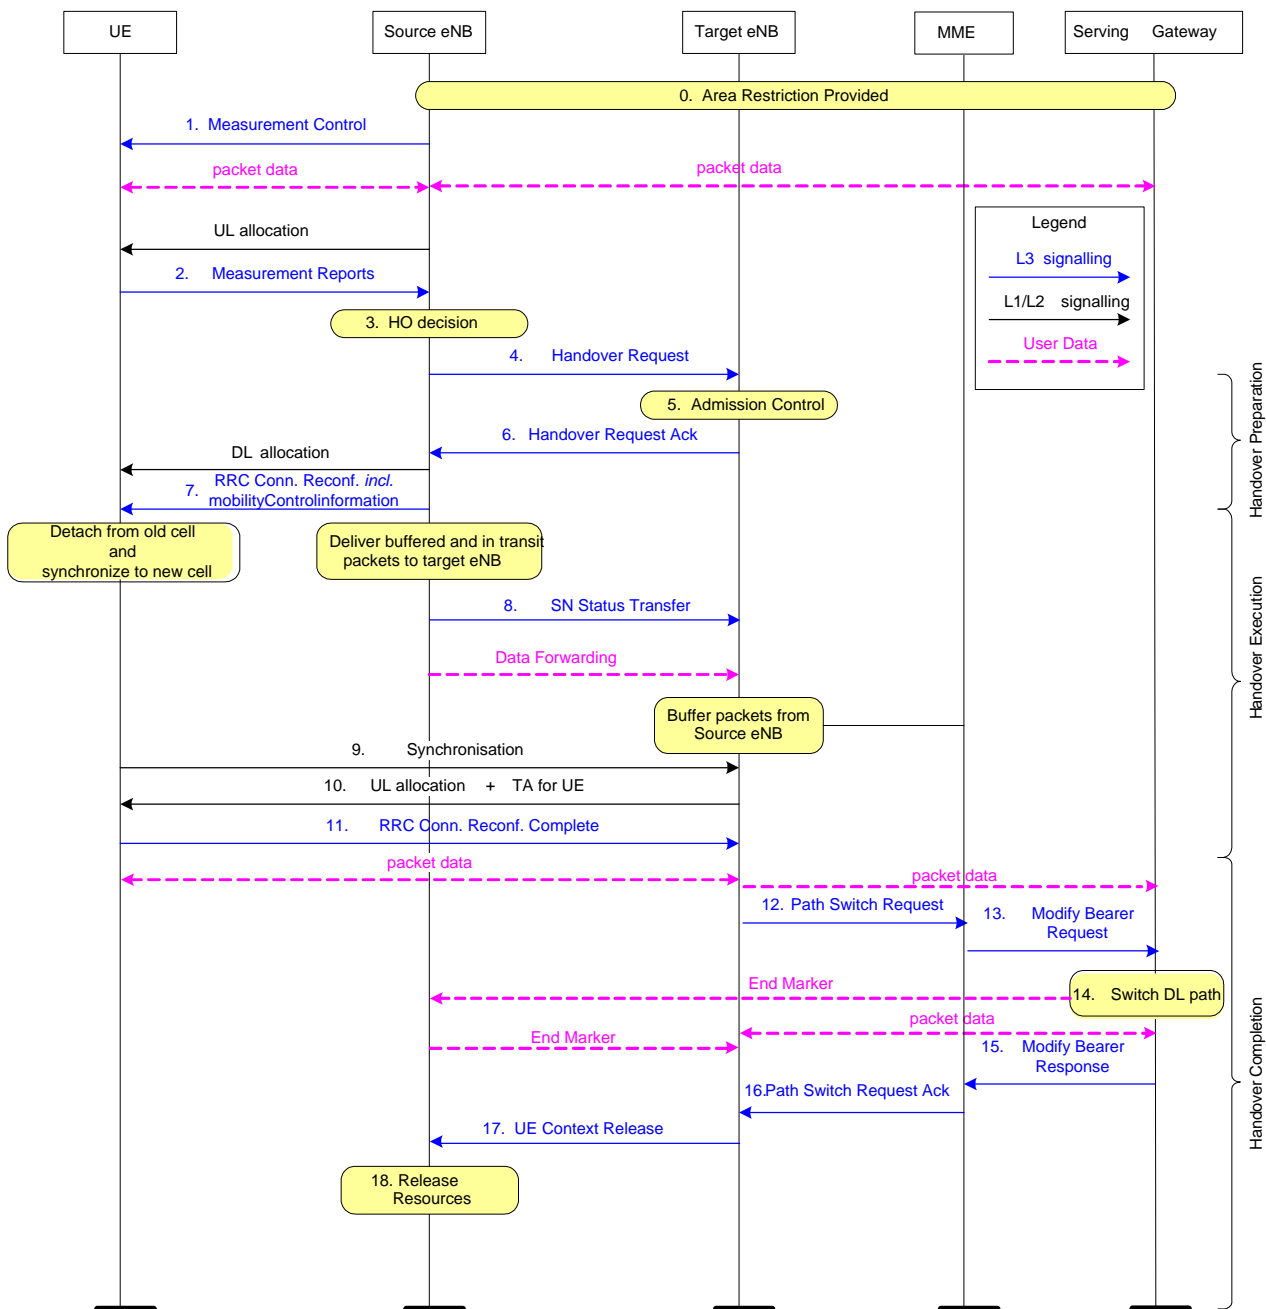 UE
Source eNB
Target eNB
MME
Serving Gateway
0. Area Restriction Provided
1. Measurement Control
packet data
packet data
UL allocation
Legend
L3 signalling
L1/L2 signalling
User Data
2. Measurement Reports
3. HO decision
4. Handover Request
5. Admission Control
6. Handover Request Ack
DL allocation
7. RRC Conn. Reconf. incl.
mobilityControlinformation
Handover Preparation
Detach from old cell
and
synchronize to new cell
Deliver buffered and in transit
packets to target eNB
8. SN Status Transfer
Data Forwarding
Buffer packets from
Source eNB
9. Synchronisation
10. UL allocation + TA for UE
11. RRC Conn. Reconf. Complete
Handover Execution
packet data
packet data
12. Path Switch Request
13. Modify Bearer
Request
End Marker
14. Switch DL path
packet data
End Marker
15. Modify Bearer
Response
16.Path Switch Request Ack
17. UE Context Release
18. Release
Resources
Handover Completion